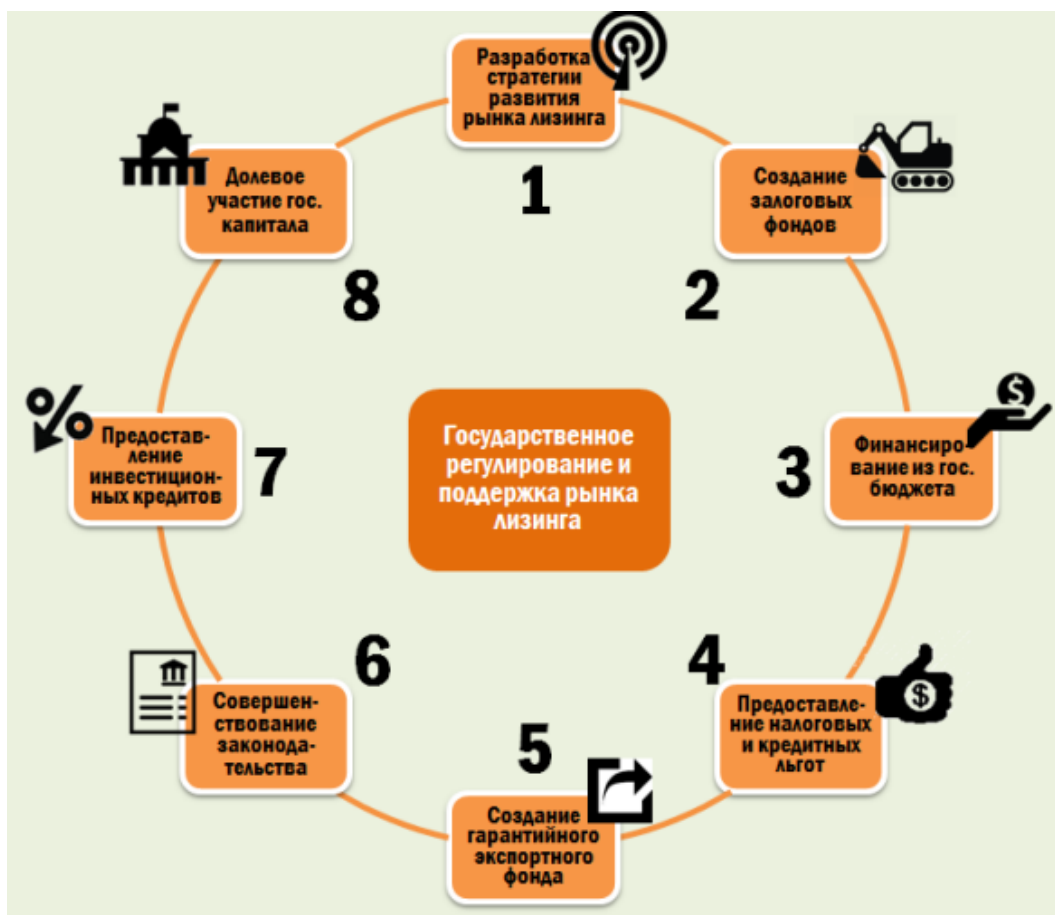 Разработка
стратегии
развития
рынка лизинга
1
Создание
залоговых
фондов
2
Финансиро-
вание из гос.
бюджета
3
Предоставле-
ние налоговых
и кредитных
льгот
4
Создание
гарантийного
экспортного
фонда
5
Совершен-
ствование
законода-
тельства
6
Предостав-
ление
инвестицион-
ных кредитов
7
Долевое
участие гос.
капитала
8
Государственное
регулирование и
поддержка рынка
лизинга